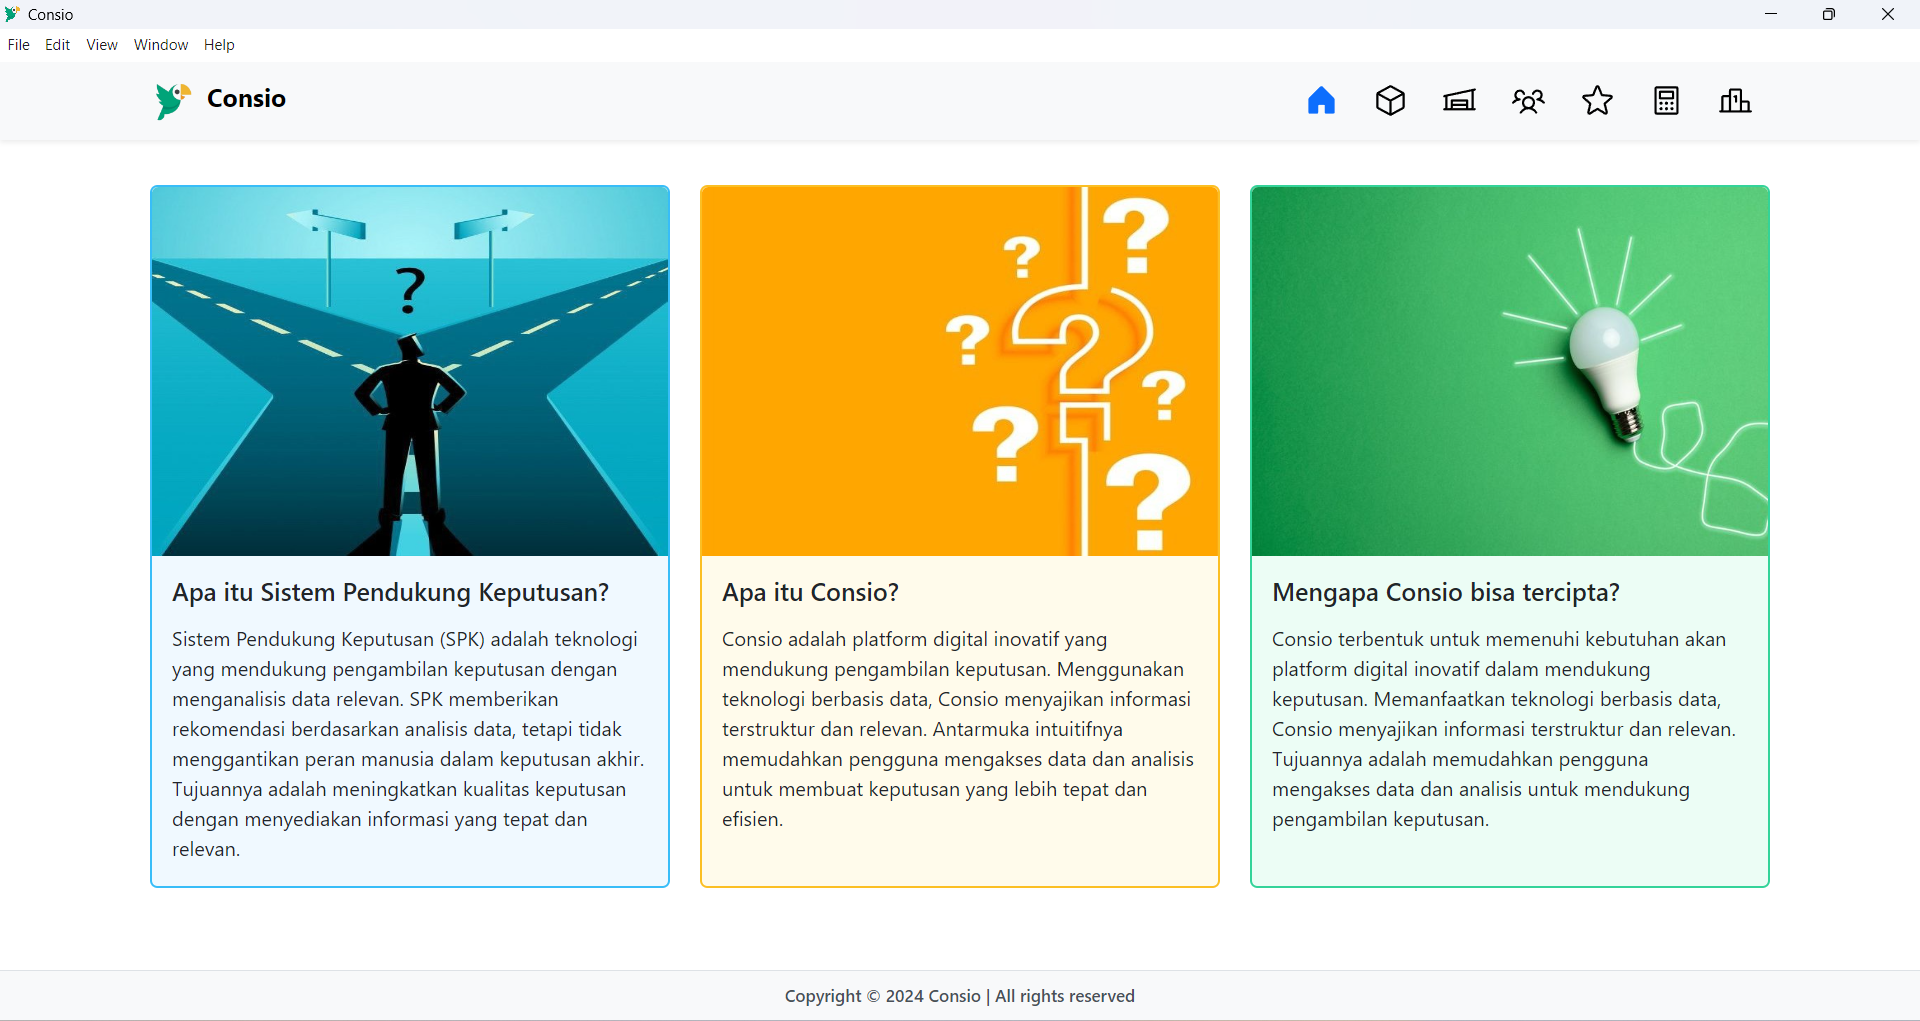 Consio
File Edit View Window Help
Consio
1
?
? ? ? ? ? ? ?
Apa itu Sistem Pendukung Keputusan?
Sistem Pendukung Keputusan (SPK) adalah teknologi
yang mendukung pengambilan keputusan dengan
menganalisis data relevan. SPK memberikan
rekomendasi berdasarkan analisis data, tetapi tidak
menggantikan peran manusia dalam keputusan akhir.
Tujuannya adalah meningkatkan kualitas keputusan
dengan menyediakan informasi yang tepat dan
relevan.
Apa itu Consio?
Consio adalah platform digital inovatif yang
mendukung pengambilan keputusan. Menggunakan
teknologi berbasis data, Consio menyajikan informasi
terstruktur dan relevan. Antarmuka intuitifnya
memudahkan pengguna mengakses data dan analisis
untuk membuat keputusan yang lebih tepat dan
efisien.
Mengapa Consio bisa tercipta?
Consio terbentuk untuk memenuhi kebutuhan akan
platform digital inovatif dalam mendukung
keputusan. Memanfaatkan teknologi berbasis data,
Consio menyajikan informasi terstruktur dan relevan.
Tujuannya adalah memudahkan pengguna
mengakses data dan analisis untuk mendukung
pengambilan keputusan.
Copyright © 2024 Consio | All rights reserved